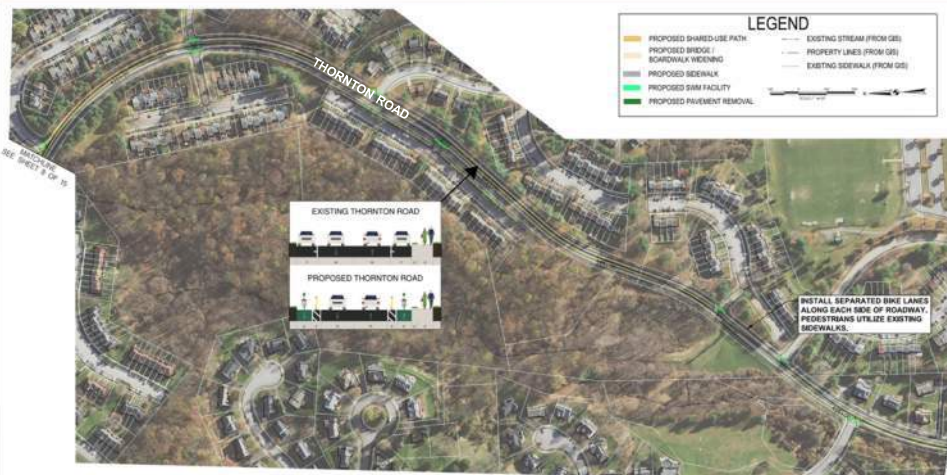 LEGEND
PROPOSED SHARED-USE PATH
PROPOSED BRIDGE /
BOARDWALK WIDENING
PROPOSED SIDEWALK
PROPOSED SWM FACILITY
PROPOSED PAVEMENT REMOVAL
EXISTING STREAM (FROM GIS)
PROPERTY LINES (FROM GIS)
EXISTING SIDEWALK (FROM GIS)
THORNTON ROAD
MATCHLINE
SEE SHEET 8 OF 15
EXISTING THORNTON ROAD
PROPOSED THORNTON ROAD
INSTALL SEPARATED BIKE LANES
ALONG EACH SIDE OF ROADWAY.
PEDESTRIANS UTILIZE EXISTING
SIDEWALKS.